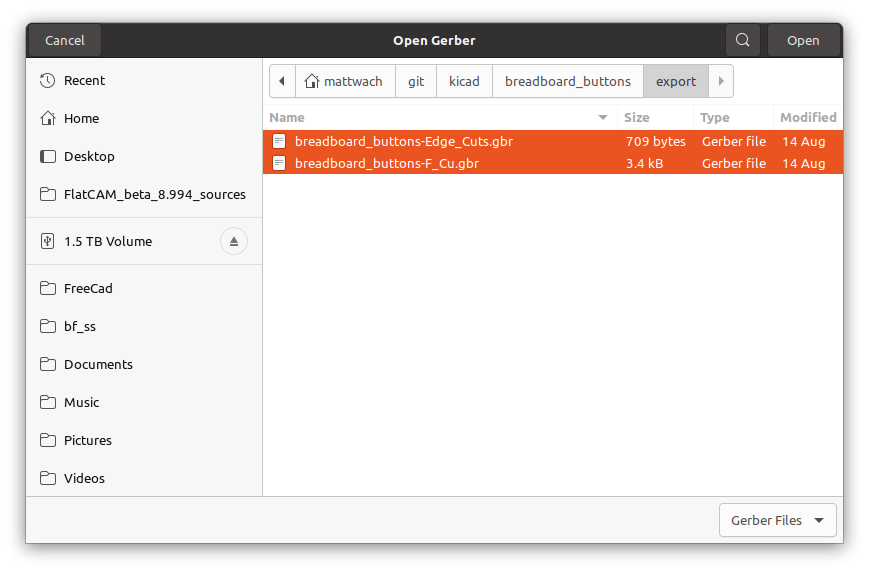 Cancel
Open Gerber
Open
Recent
Home
Desktop
FlatCAM_beta_8.994_sources
1.5 TB Volume
FreeCad
bf_ss
Documents
Music
Pictures
Videos
mattwach git kicad breadboard_buttons export
Name Size Type Modified
breadboard_buttons-Edge_Cuts.gbr 709 bytes Gerber file 14 Aug
breadboard_buttons-F_Cu.gbr 3.4 kB Gerber file 14 Aug
Gerber Files